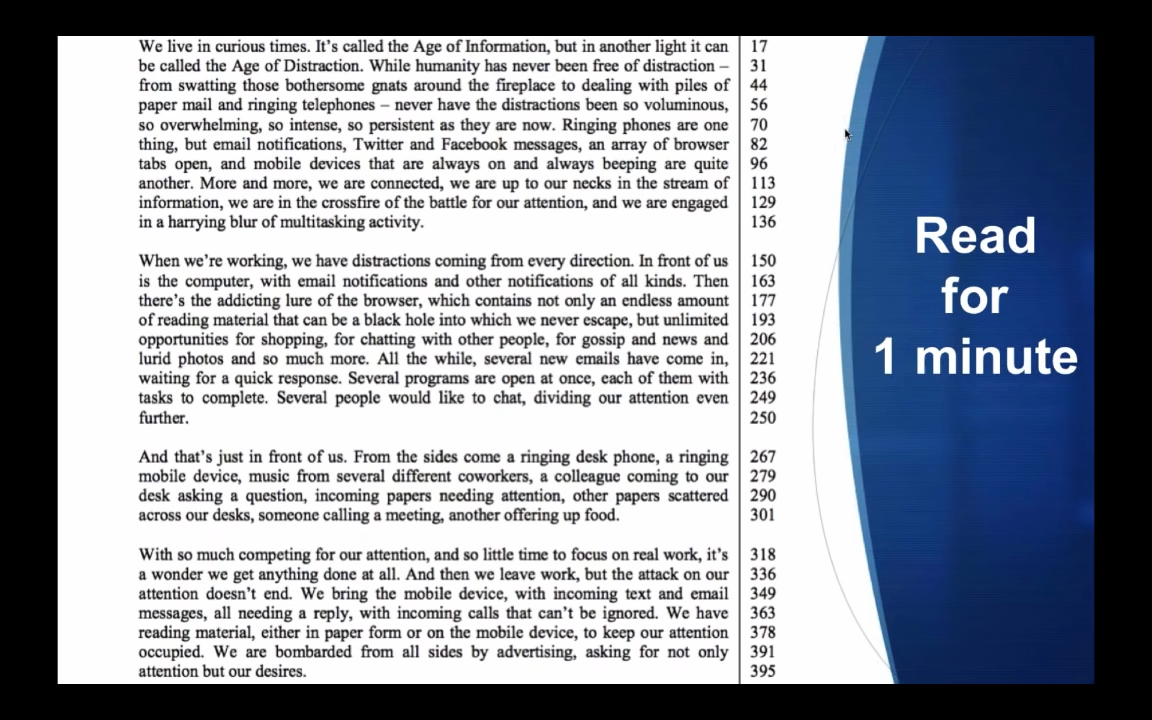 We live in curious times. It's called the Age of Information, but in another light it can 17
be called the Age of Distraction. While humanity has never been free of distraction – 31
from swatting those bothersome gnats around the fireplace to dealing with piles of 44
paper mail and ringing telephones – never have the distractions been so voluminous, 56
so overwhelming, so intense, so persistent as they are now. Ringing phones are one 70
thing, but email notifications, Twitter and Facebook messages, an array of browser 82
tabs open, and mobile devices that are always on and always beeping are quite 96
another. More and more, we are connected, we are up to our necks in the stream of 113
information, we are in the crossfire of the battle for our attention, and we are engaged 129
in a harrying blur of multitasking activity. 136
When we're working, we have distractions coming from every direction. In front of us 150
is the computer, with email notifications and other notifications of all kinds. Then 163
there's the addicting lure of the browser, which contains not only an endless amount 177
of reading material that can be a black hole into which we never escape, but unlimited 193
opportunities for shopping, for chatting with other people, for gossip and news and 206
lurid photos and so much more. All the while, several new emails have come in, 221
waiting for a quick response. Several programs are open at once, each of them with 236
tasks to complete. Several people would like to chat, dividing our attention even 249
further. 250
And that's just in front of us. From the sides come a ringing desk phone, a ringing 267
mobile device, music from several different coworkers, a colleague coming to our 279
desk asking a question, incoming papers needing attention, other papers scattered 290
across our desks, someone calling a meeting, another offering up food. 301
With so much competing for our attention, and so little time to focus on real work, it's 318
a wonder we get anything done at all. And then we leave work, but the attack on our 336
attention doesn't end. We bring the mobile device, with incoming text and email 349
messages, all needing a reply, with incoming calls that can't be ignored. We have 363
reading material, either in paper form or on the mobile device, to keep our attention 378
occupied. We are bombarded from all sides by advertising, asking for not only 391
attention but our desires. 395
Read
for
1 minute